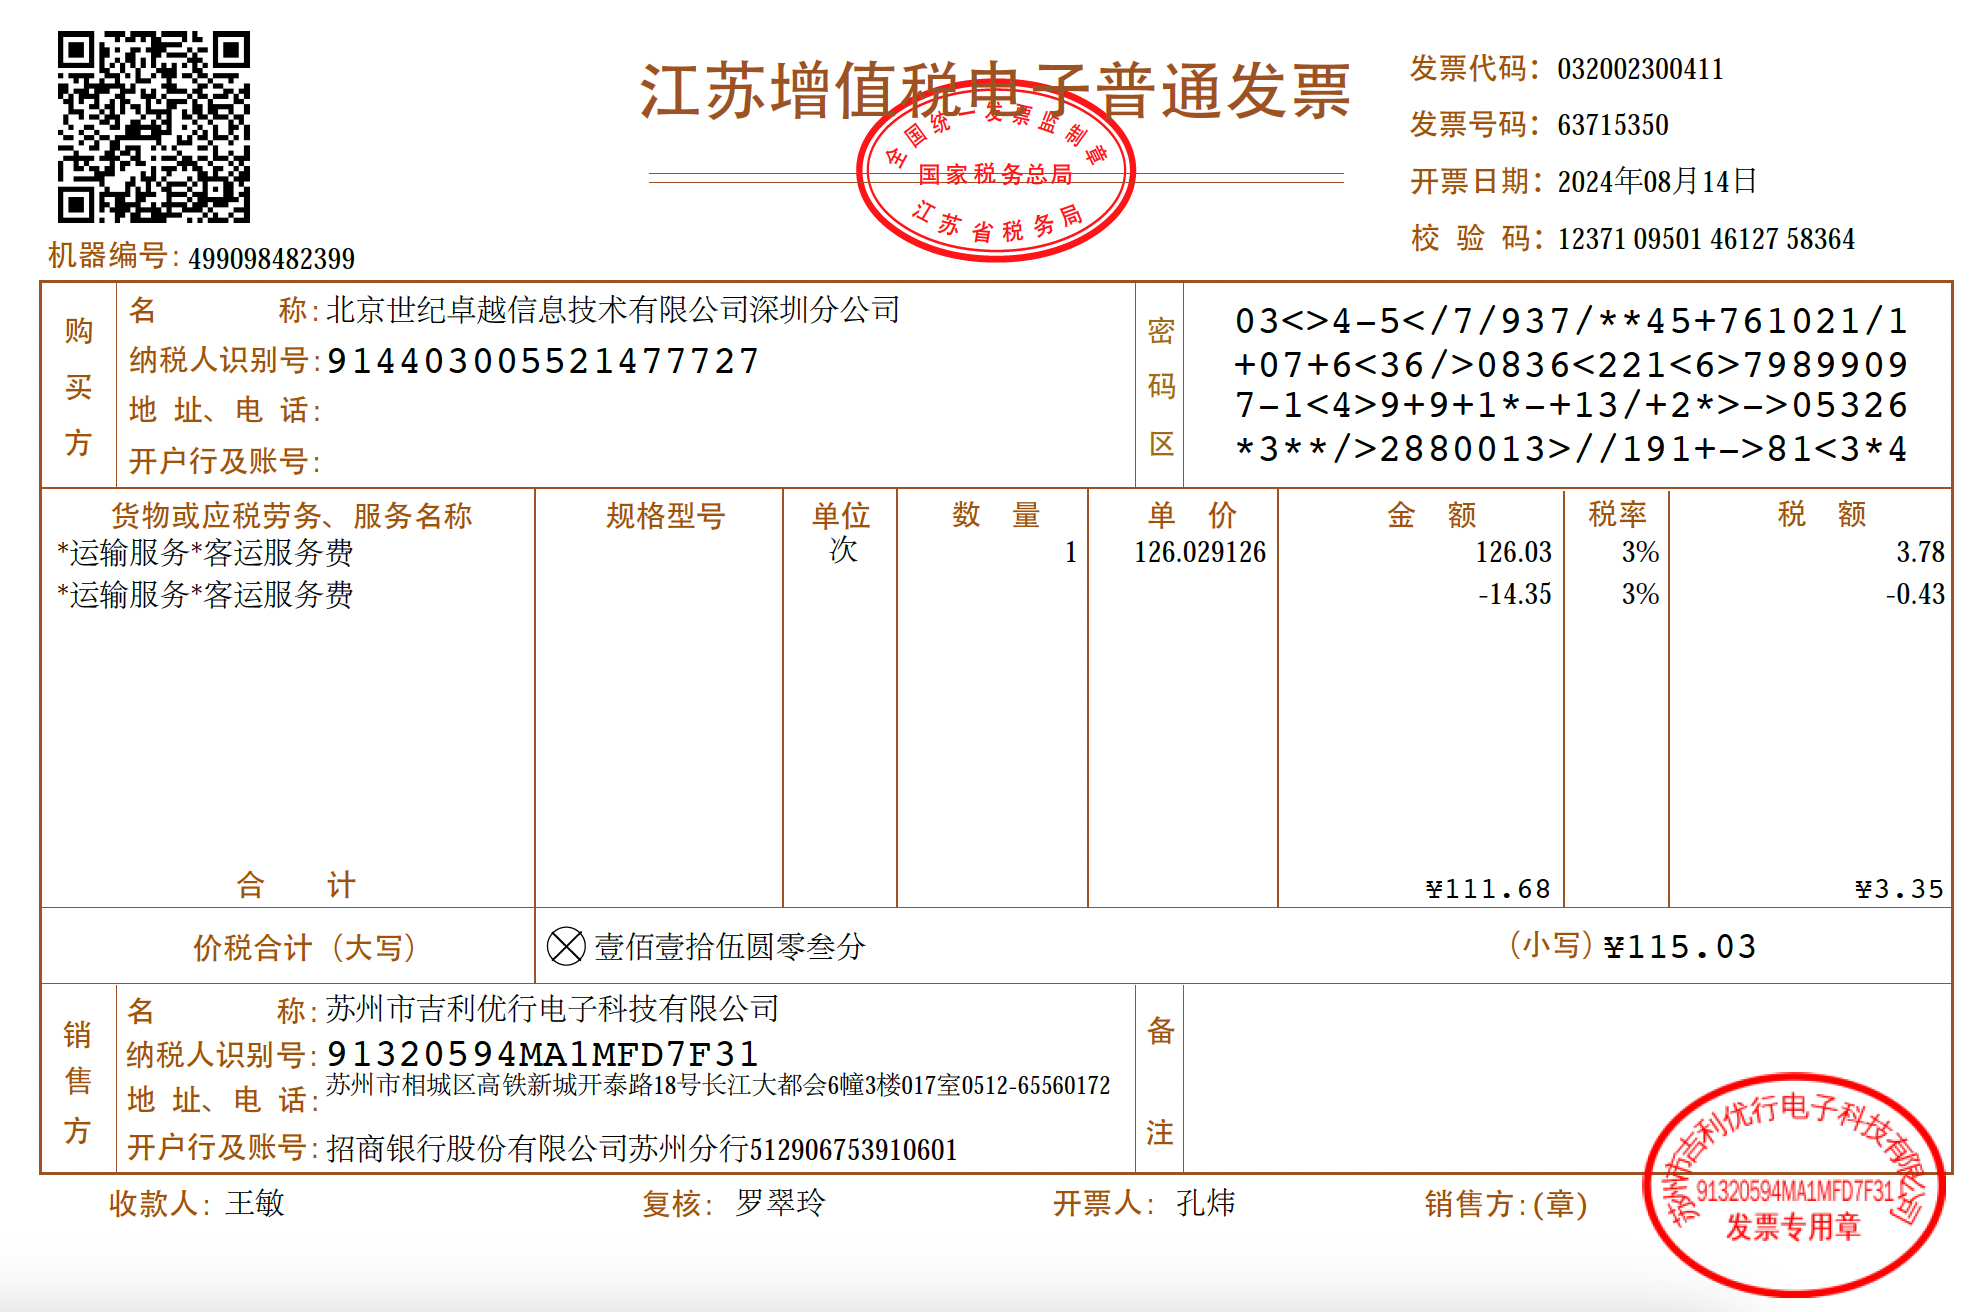 江苏增值税电子普通发票
全国统一发票监制章
国家税务总局
江苏省税务局
发票代码：032002300411
发票号码：63715350
开票日期：2024年08月14日
校 验 码：12371 09501 46127 58364
机器编号：499098482399
购买方
名 称：北京世纪卓越信息技术有限公司深圳分公司
纳税人识别号：914403005521477727
地 址、电 话：
开户行及账号：
密码区
03<>4-5</7/937/**45+761021/1
+07+6<36/>0836<221<6>7989909
7-1<4>9+9+1*-+13/+2*>->05326
*3**/>2880013>//191+->81<3*4
货物或应税劳务、服务名称 规格型号 单位 数 量 单 价 金 额 税率 税 额
*运输服务*客运服务费 次 1 126.029126 126.03 3% 3.78
*运输服务*客运服务费 -14.35 3% -0.43
合 计 ¥111.68 ¥3.35
价税合计（大写） 壹佰壹拾伍圆零叁分 （小写）¥115.03
销售方
名 称：苏州市吉利优行电子科技有限公司
纳税人识别号：91320594MA1MFD7F31
地 址、电 话：苏州市相城区高铁新城开泰路18号长江大都会6幢3楼017室0512-65560172
开户行及账号：招商银行股份有限公司苏州分行512906753910601
备注
收款人：王敏 复核：罗翠玲 开票人：孔炜 销售方：(章)
苏州市吉利优行电子科技有限公司
91320594MA1MFD7F31
发票专用章